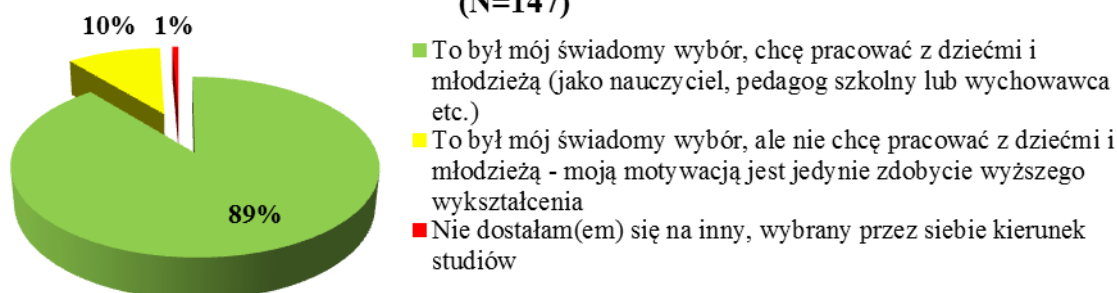 (N=147)
10% 1%
89%
To był mój świadomy wybór, chcę pracować z dziećmi i
młodzieżą (jako nauczyciel, pedagog szkolny lub wychowawca
etc.)
To był mój świadomy wybór, ale nie chcę pracować z dziećmi i
młodzieżą - moją motywacją jest jedynie zdobycie wyższego
wykształcenia
Nie dostałam(em) się na inny, wybrany przez siebie kierunek
studiów